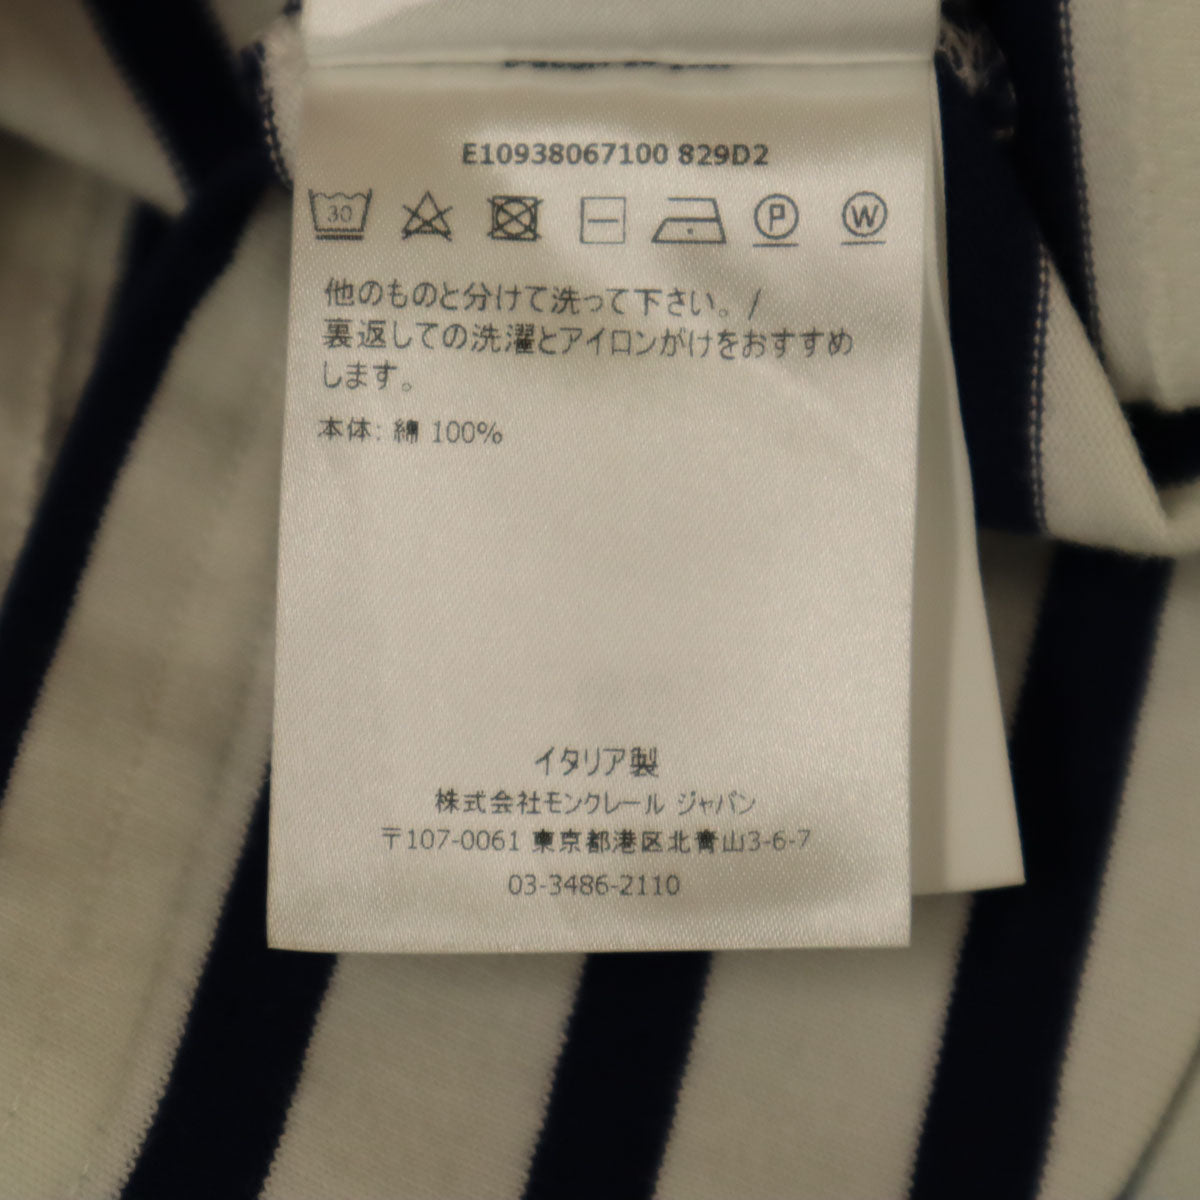 E10938067100 829D2
30 P W
他のものと分けて洗って下さい。/
裏返しての洗濯とアイロンがけをおすすめ
します。
本体: 綿 100%
イタリア製
株式会社モンクレール ジャパン
〒107-0061 東京都港区北青山3-6-7
03-3486-2110